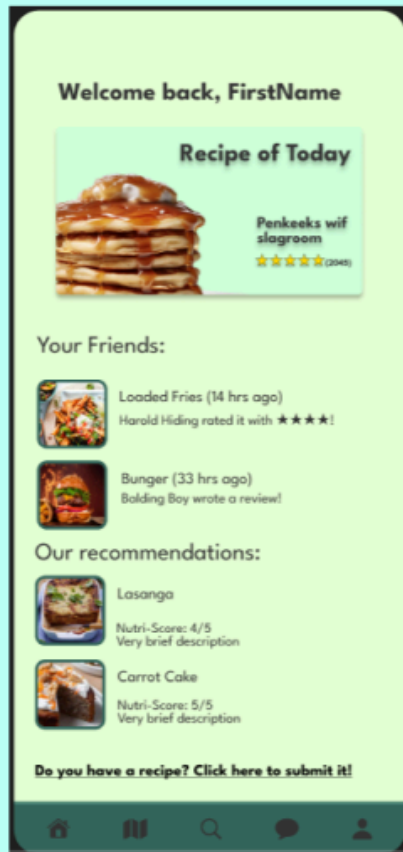 Welcome back, FirstName
Recipe of Today
Penkeeks wif
slagroom
★★★★★(2045)
Your Friends:
Loaded Fries (14 hrs ago)
Harold Hiding rated it with ★★★★!
Bunger (33 hrs ago)
Balding Boy wrote a review!
Our recommendations:
Lasanga
Nutri-Score: 4/5
Very brief description
Carrot Cake
Nutri-Score: 5/5
Very brief description
Do you have a recipe? Click here to submit it!